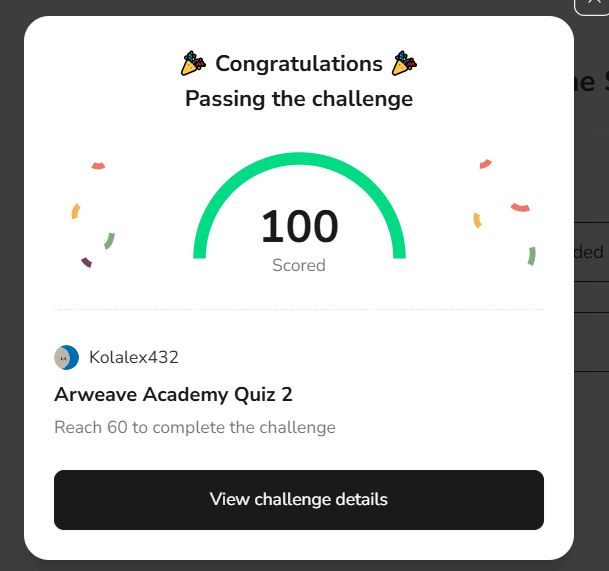 🎉 Congratulations 🎉
Passing the challenge
100
Scored
Kolalex432
Arweave Academy Quiz 2
Reach 60 to complete the challenge
View challenge details